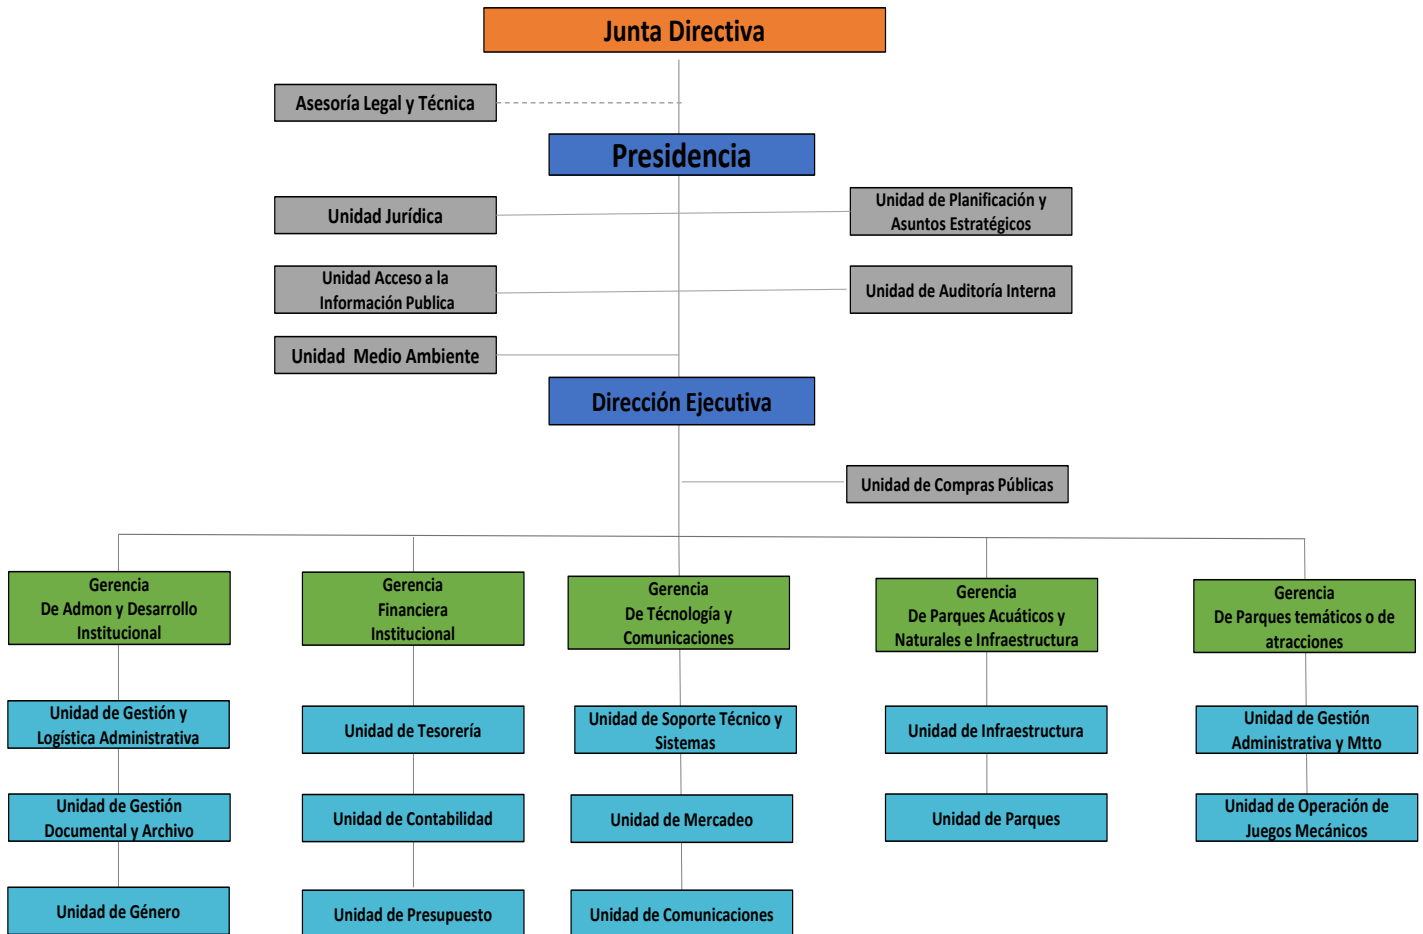 Junta Directiva
Asesoría Legal y Técnica
Presidencia
Unidad Jurídica
Unidad de Planificación y
Asuntos Estratégicos
Unidad Acceso a la
Información Publica
Unidad de Auditoría Interna
Unidad Medio Ambiente
Dirección Ejecutiva
Unidad de Compras Públicas
Gerencia
De Admon y Desarrollo
Institucional
Gerencia
Financiera
Institucional
Gerencia
De Técnología y
Comunicaciones
Gerencia
De Parques Acuáticos y
Naturales e Infraestructura
Gerencia
De Parques temáticos o de
atracciones
Unidad de Gestión y
Logística Administrativa
Unidad de Tesorería
Unidad de Soporte Técnico y
Sistemas
Unidad de Infraestructura
Unidad de Gestión
Administrativa y Mtto
Unidad de Gestión
Documental y Archivo
Unidad de Contabilidad
Unidad de Mercadeo
Unidad de Parques
Unidad de Operación de
Juegos Mecánicos
Unidad de Género
Unidad de Presupuesto
Unidad de Comunicaciones